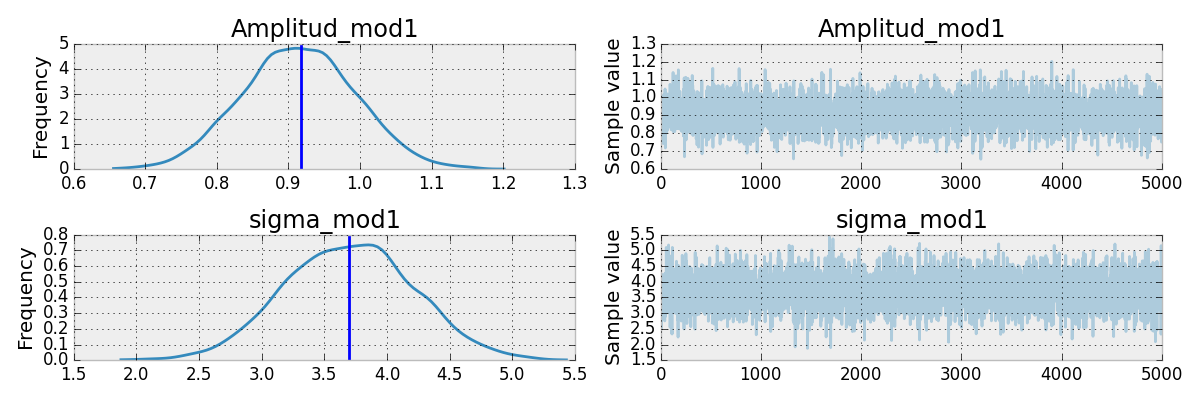 Amplitud_mod1
Frequency
5
4
3
2
1
0
0.6 0.7 0.8 0.9 1.0 1.1 1.2 1.3
Amplitud_mod1
Sample value
1.3
1.2
1.1
1.0
0.9
0.8
0.7
0.6
0 1000 2000 3000 4000 5000
sigma_mod1
Frequency
0.8
0.7
0.6
0.5
0.4
0.3
0.2
0.1
0.0
1.5 2.0 2.5 3.0 3.5 4.0 4.5 5.0 5.5
sigma_mod1
Sample value
5.5
5.0
4.5
4.0
3.5
3.0
2.5
2.0
1.5
0 1000 2000 3000 4000 5000